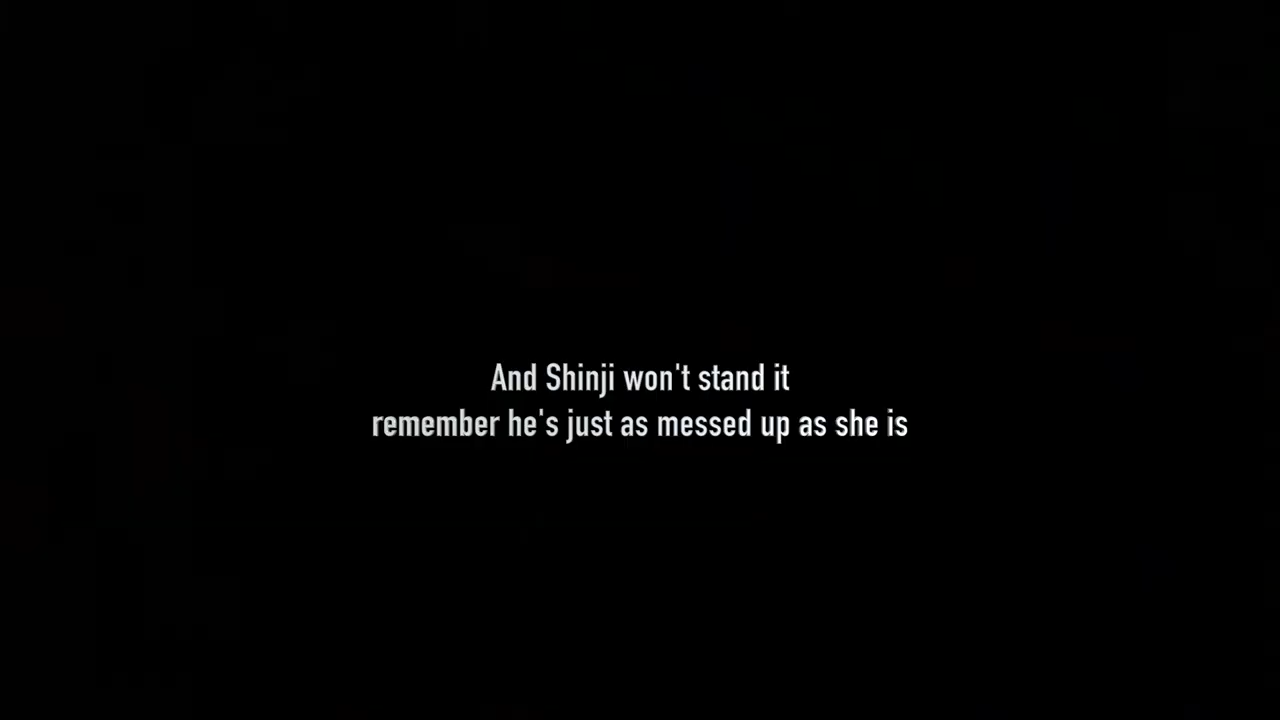 And Shinji won't stand it
remember he's just as messed up as she is